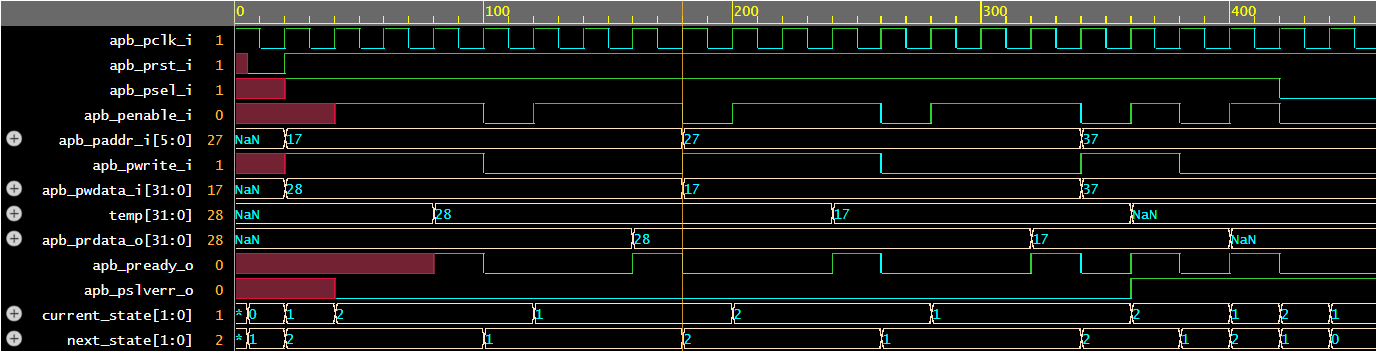 0 100 200 300 400
apb_pclk_i 1
apb_prst_i 1
apb_psel_i 1
apb_penable_i 0
apb_paddr_i[5:0] 27 NaN 17 27 37
apb_pwrite_i 1
apb_pwdata_i[31:0] 17 NaN 28 17 37
temp[31:0] 28 NaN 28 17 NaN
apb_prdata_o[31:0] 28 NaN 28 17 NaN
apb_pready_o 0
apb_pslverr_o 0
current_state[1:0] 1 * 0 1 2 1 2 1 2 1 2 1
next_state[1:0] 2 * 1 2 1 2 1 2 1 2 1 0